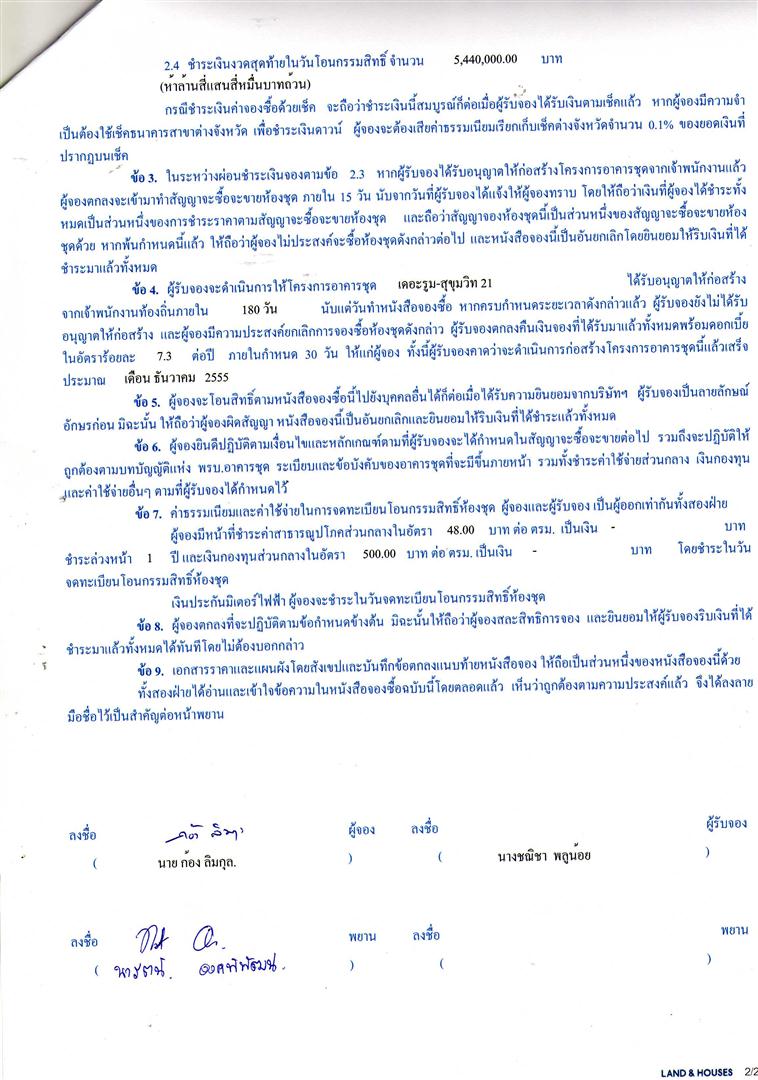 2.4 ชำระเงินงวดสุดท้ายในวันโอนกรรมสิทธิ์ จำนวน 5,440,000.00 บาท
(ห้าล้านสี่แสนสี่หมื่นบาทถ้วน)
กรณีชำระเงินค่าจองซื้อด้วยเช็ค จะถือว่าชำระเงินนี้สมบูรณ์ก็ต่อเมื่อผู้รับจองได้รับเงินตามเช็คแล้ว หากผู้จองมีความจำ
เป็นต้องใช้เช็คธนาคารสาขาต่างจังหวัด เพื่อชำระเงินดาวน์ ผู้จองจะต้องเสียค่าธรรมเนียมเรียกเก็บเช็คต่างจังหวัดจำนวน 0.1% ของยอดเงินที่
ปรากฏบนเช็ค
ข้อ 3. ในระหว่างผ่อนชำระเงินจองตามข้อ 2.3 หากผู้รับจองได้รับอนุญาตให้ก่อสร้างโครงการอาคารชุดจากเจ้าพนักงานแล้ว
ผู้จองตกลงจะเข้ามาทำสัญญาจะซื้อจะขายห้องชุด ภายใน 15 วัน นับจากวันที่ผู้รับจองได้แจ้งให้ผู้จองทราบ โดยให้ถือว่าเงินที่ผู้จองได้ชำระทั้ง
หมดเป็นส่วนหนึ่งของการชำระราคาตามสัญญาจะซื้อจะขายห้องชุด และถือว่าสัญญาจองห้องชุดนี้เป็นส่วนหนึ่งของสัญญาจะซื้อจะขายห้อง
ชุดด้วย หากพ้นกำหนดนี้แล้ว ให้ถือว่าผู้จองไม่ประสงค์จะซื้อห้องชุดดังกล่าวต่อไป และหนังสือจองนี้เป็นอันยกเลิกโดยยินยอมให้ริบเงินที่ได้
ชำระมาแล้วทั้งหมด
ข้อ 4. ผู้รับจองจะดำเนินการให้โครงการอาคารชุด เดอะรูม-สุขุมวิท 21 ได้รับอนุญาตให้ก่อสร้าง
จากเจ้าพนักงานท้องถิ่นภายใน 180 วัน นับแต่วันทำหนังสือจองซื้อ หากครบกำหนดระยะเวลาดังกล่าวแล้ว ผู้รับจองยังไม่ได้รับ
อนุญาตให้ก่อสร้าง และผู้จองมีความประสงค์ยกเลิกการจองซื้อห้องชุดดังกล่าว ผู้รับจองตกลงคืนเงินจองที่ได้รับมาแล้วทั้งหมดพร้อมดอกเบี้ย
ในอัตราร้อยละ 7.3 ต่อปี ภายในกำหนด 30 วัน ให้แก่ผู้จอง ทั้งนี้ผู้รับจองคาดว่าจะดำเนินการก่อสร้างโครงการอาคารชุดนี้แล้วเสร็จ
ประมาณ เดือน ธันวาคม 2555
ข้อ 5. ผู้จองจะโอนสิทธิ์ตามหนังสือจองซื้อนี้ไปยังบุคคลอื่นได้ก็ต่อเมื่อได้รับความยินยอมจากบริษัทฯ ผู้รับจองเป็นลายลักษณ์
อักษรก่อน มิฉะนั้น ให้ถือว่าผู้จองผิดสัญญา หนังสือจองนี้เป็นอันยกเลิกและยินยอมให้ริบเงินที่ได้ชำระแล้วทั้งหมด
ข้อ 6. ผู้จองยินดีปฏิบัติตามเงื่อนไขและหลักเกณฑ์ตามที่ผู้รับจองจะได้กำหนดในสัญญาจะซื้อจะขายต่อไป รวมถึงจะปฏิบัติให้
ถูกต้องตามบทบัญญัติแห่ง พรบ.อาคารชุด ระเบียบและข้อบังคับของอาคารชุดที่จะมีขึ้นภายหน้า รวมทั้งชำระค่าใช้จ่ายส่วนกลาง เงินกองทุน
และค่าใช้จ่ายอื่นๆ ตามที่ผู้รับจองได้กำหนดไว้
ข้อ 7. ค่าธรรมเนียมและค่าใช้จ่ายในการจดทะเบียนโอนกรรมสิทธิ์ห้องชุด ผู้จองและผู้รับจอง เป็นผู้ออกเท่ากันทั้งสองฝ่าย
ผู้จองมีหน้าที่ชำระค่าสาธารณูปโภคส่วนกลางในอัตรา 48.00 บาท ต่อ ตรม. เป็นเงิน - บาท
ชำระล่วงหน้า 1 ปี และเงินกองทุนส่วนกลางในอัตรา 500.00 บาท ต่อ ตรม. เป็นเงิน - บาท โดยชำระในวัน
จดทะเบียนโอนกรรมสิทธิ์ห้องชุด
เงินประกันมิเตอร์ไฟฟ้า ผู้จองจะชำระในวันจดทะเบียนโอนกรรมสิทธิ์ห้องชุด
ข้อ 8. ผู้จองตกลงที่จะปฏิบัติตามข้อกำหนดข้างต้น มิฉะนั้นให้ถือว่าผู้จองสละสิทธิการจอง และยินยอมให้ผู้รับจองริบเงินที่ได้
ชำระมาแล้วทั้งหมดได้ทันทีโดยไม่ต้องบอกกล่าว
ข้อ 9. เอกสารราคาและแผนผังโดยสังเขปและบันทึกข้อตกลงแนบท้ายหนังสือจอง ให้ถือเป็นส่วนหนึ่งของหนังสือจองนี้ด้วย
ทั้งสองฝ่ายได้อ่านและเข้าใจข้อความในหนังสือจองซื้อฉบับนี้โดยตลอดแล้ว เห็นว่าถูกต้องตามความประสงค์แล้ว จึงได้ลงลาย
มือชื่อไว้เป็นสำคัญต่อหน้าพยาน
ลงชื่อ ผู้จอง ลงชื่อ ผู้รับจอง
( นาย ก้อง ลิมกุล. ) ( นางชณิชา พลูน้อย )
ลงชื่อ พยาน ลงชื่อ พยาน
( ) ( )
LAND & HOUSES 2/2